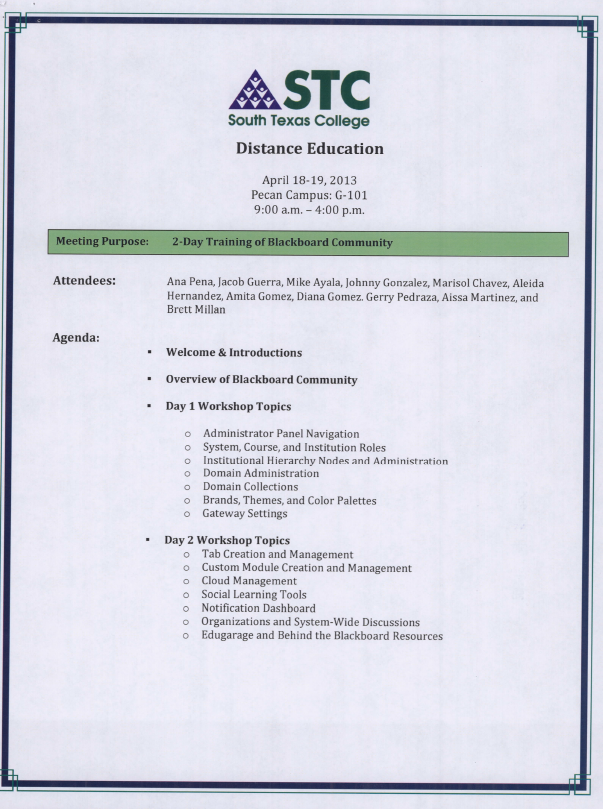 STC
South Texas College
Distance Education
April 18-19, 2013
Pecan Campus: G-101
9:00 a.m. – 4:00 p.m.
Meeting Purpose: 2-Day Training of Blackboard Community
Attendees: Ana Pena, Jacob Guerra, Mike Ayala, Johnny Gonzalez, Marisol Chavez, Aleida
Hernandez, Amita Gomez, Diana Gomez. Gerry Pedraza, Aissa Martinez, and
Brett Millan
Agenda:
▪ Welcome & Introductions
▪ Overview of Blackboard Community
▪ Day 1 Workshop Topics
o Administrator Panel Navigation
o System, Course, and Institution Roles
o Institutional Hierarchy Nodes and Administration
o Domain Administration
o Domain Collections
o Brands, Themes, and Color Palettes
o Gateway Settings
▪ Day 2 Workshop Topics
o Tab Creation and Management
o Custom Module Creation and Management
o Cloud Management
o Social Learning Tools
o Notification Dashboard
o Organizations and System-Wide Discussions
o Edugarage and Behind the Blackboard Resources